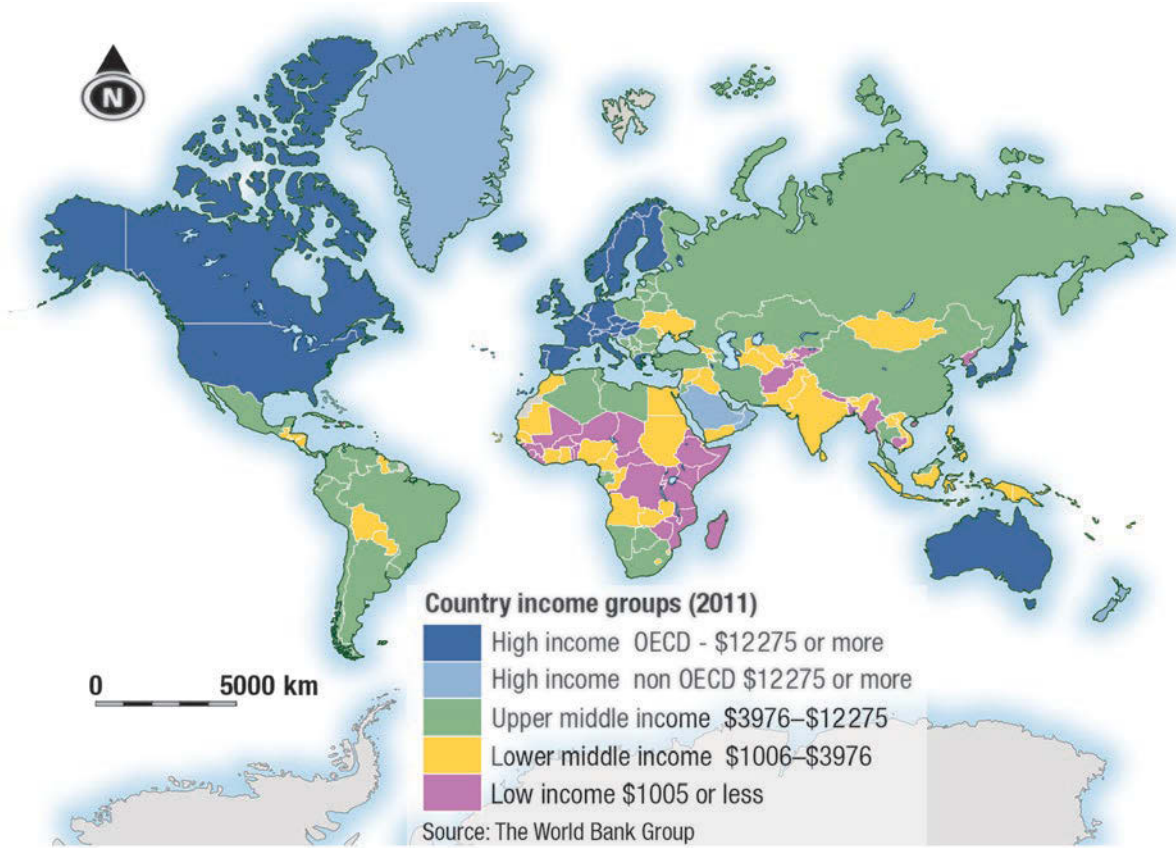 N
0 5000 km
Country income groups (2011)
High income OECD - $12275 or more
High income non OECD $12275 or more
Upper middle income $3976–$12275
Lower middle income $1006–$3976
Low income $1005 or less
Source: The World Bank Group